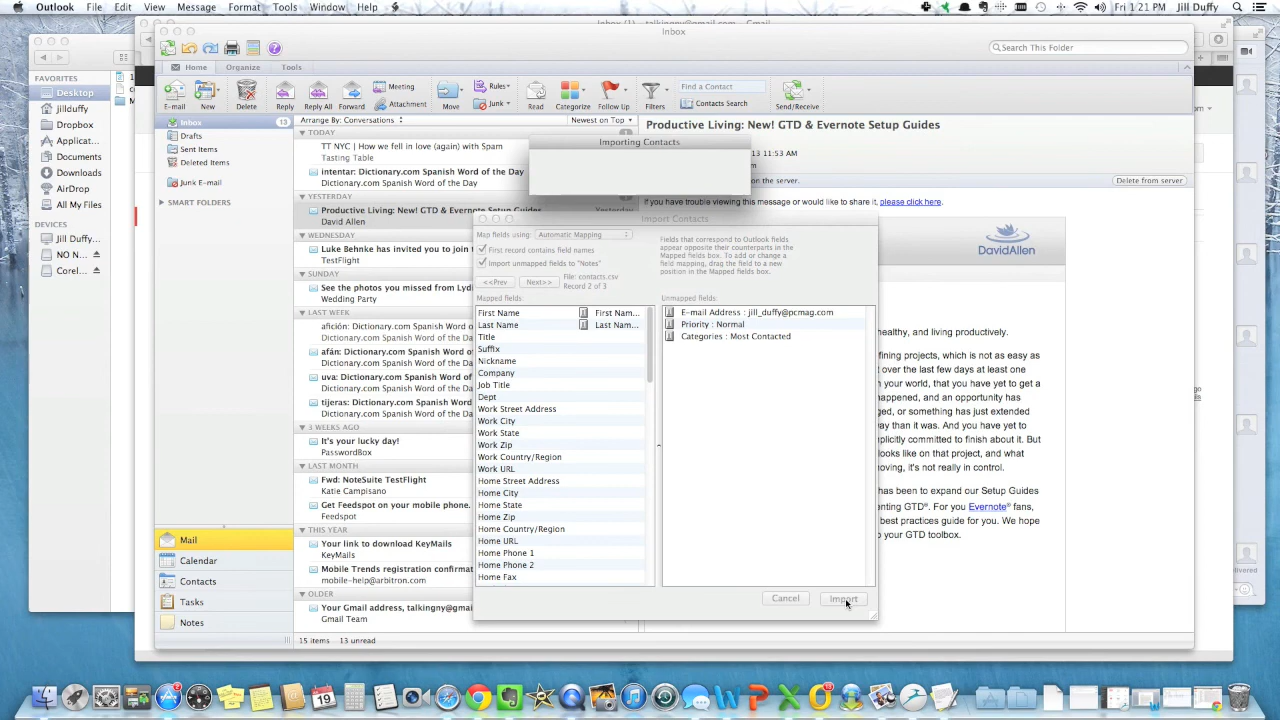 Outlook File Edit View Message Format Tools Window Help
Fri 1:21 PM Jill Duffy
Inbox (1) - talkingny@gmail.com - Gmail
Inbox
Search This Folder
Home Organize Tools
E-mail New Delete Reply Reply All Forward Meeting Attachment Move Rules Junk Read Categorize Follow Up Filters Find a Contact Contacts Search Send/Receive
FAVORITES
Desktop
jillduffy
Dropbox
Applicat...
Documents
Downloads
AirDrop
All My Files
DEVICES
Jill Duffy...
NO N...
Corel...
Inbox 13
Drafts
Sent Items
Deleted Items
Junk E-mail
SMART FOLDERS
Mail
Calendar
Contacts
Tasks
Notes
Arrange By: Conversations Newest on Top
TODAY
TT NYC | How we fell in love (again) with Spam
Tasting Table
intentar: Dictionary.com Spanish Word of the Day
Dictionary.com Spanish Word of the Day
YESTERDAY
Productive Living: New! GTD & Evernote Setup Guides
David Allen Yesterday
WEDNESDAY
Luke Behnke has invited you to join
TestFlight
SUNDAY
See the photos you missed from Lydi
Wedding Party
LAST WEEK
afición: Dictionary.com Spanish Word
Dictionary.com Spanish Word of the Day
afán: Dictionary.com Spanish Word o
Dictionary.com Spanish Word of the Day
uva: Dictionary.com Spanish Word of
Dictionary.com Spanish Word of the Day
tijeras: Dictionary.com Spanish Word
Dictionary.com Spanish Word of the Day
3 WEEKS AGO
It's your lucky day!
PasswordBox
LAST MONTH
Fwd: NoteSuite TestFlight
Katie Campisano
Get Feedspot on your mobile phone.
Feedspot
THIS YEAR
Your link to download KeyMails
KeyMails
Mobile Trends registration confirmat
mobile-help@arbitron.com
OLDER
Your Gmail address, talkingny@gmai
Gmail Team
15 items 13 unread
Productive Living: New! GTD & Evernote Setup Guides
13 11:53 AM
on the server.
Delete from server
If you have trouble viewing this message or would like to share it, please click here.
DavidAllen
healthy, and living productively.
fining projects, which is not as easy as
over the last few days at least one
n your world, that you have yet to get a
happened, and an opportunity has
d, or something has just extended
ay than it was. And you have yet to
plicitly committed to finish about it. But
looks like on that project, and what
moving, it's not really in control.
has been to expand our Setup Guides
enting GTD®. For you Evernote® fans,
best practices guide for you. We hope
o your GTD toolbox.
Importing Contacts
Import Contacts
Map fields using: Automatic Mapping
First record contains field names
Import unmapped fields to "Notes"
Fields that correspond to Outlook fields
appear opposite their counterparts in the
Mapped fields box. To add or change a
field mapping, drag the field to a new
position in the Mapped fields box.
<<Prev Next>>
File: contacts.csv
Record 2 of 3
Mapped fields:
First Name First Nam...
Last Name Last Nam...
Title
Suffix
Nickname
Company
Job Title
Dept
Work Street Address
Work City
Work State
Work Zip
Work Country/Region
Work URL
Home Street Address
Home City
Home State
Home Zip
Home Country/Region
Home URL
Home Phone 1
Home Phone 2
Home Fax
Unmapped fields:
E-mail Address : jill_duffy@pcmag.com
Priority : Normal
Categories : Most Contacted
Cancel Import
ivered
19